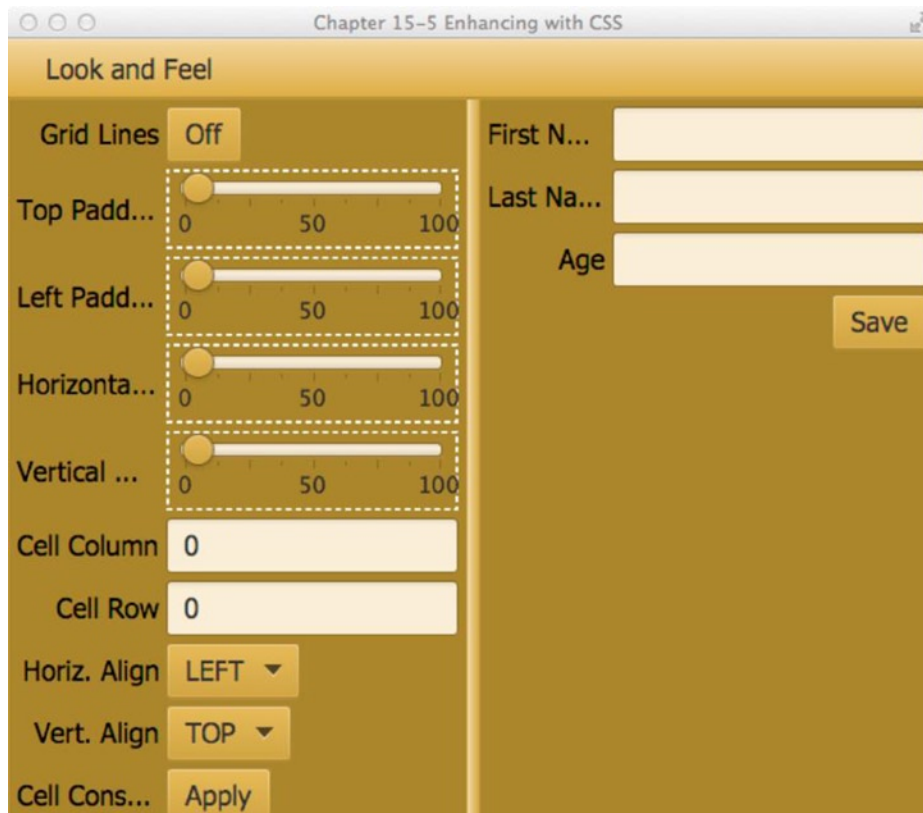 Chapter 15-5 Enhancing with CSS
Look and Feel
Grid Lines Off
Top Padd... 0 50 100
Left Padd... 0 50 100
Horizonta... 0 50 100
Vertical ... 0 50 100
Cell Column 0
Cell Row 0
Horiz. Align LEFT
Vert. Align TOP
Cell Cons... Apply
First N...
Last Na...
Age
Save